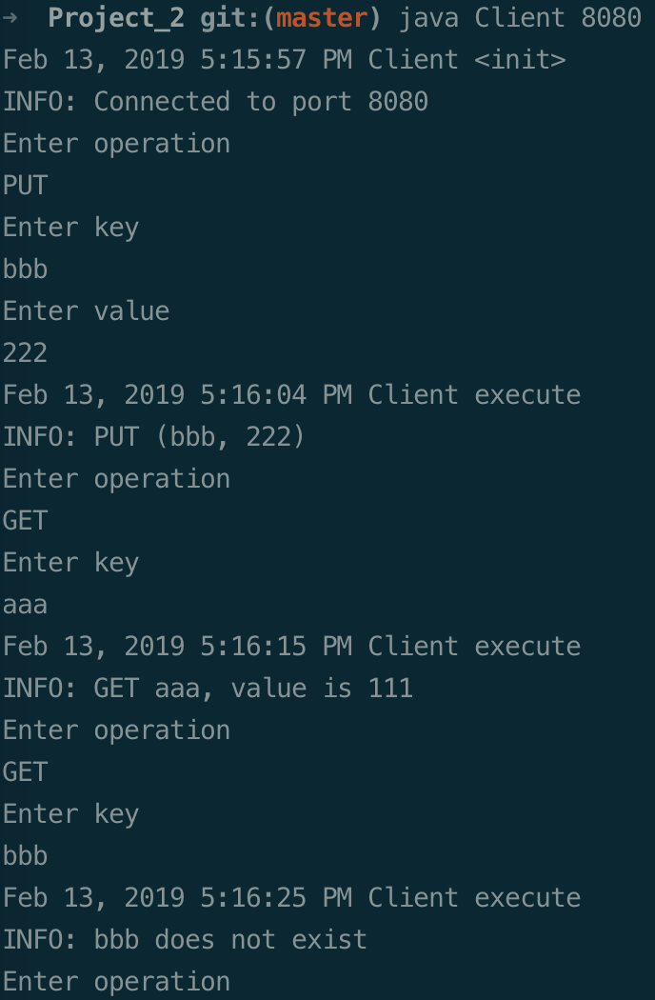 → Project_2 git:(master) java Client 8080
Feb 13, 2019 5:15:57 PM Client <init>
INFO: Connected to port 8080
Enter operation
PUT
Enter key
bbb
Enter value
222
Feb 13, 2019 5:16:04 PM Client execute
INFO: PUT (bbb, 222)
Enter operation
GET
Enter key
aaa
Feb 13, 2019 5:16:15 PM Client execute
INFO: GET aaa, value is 111
Enter operation
GET
Enter key
bbb
Feb 13, 2019 5:16:25 PM Client execute
INFO: bbb does not exist
Enter operation